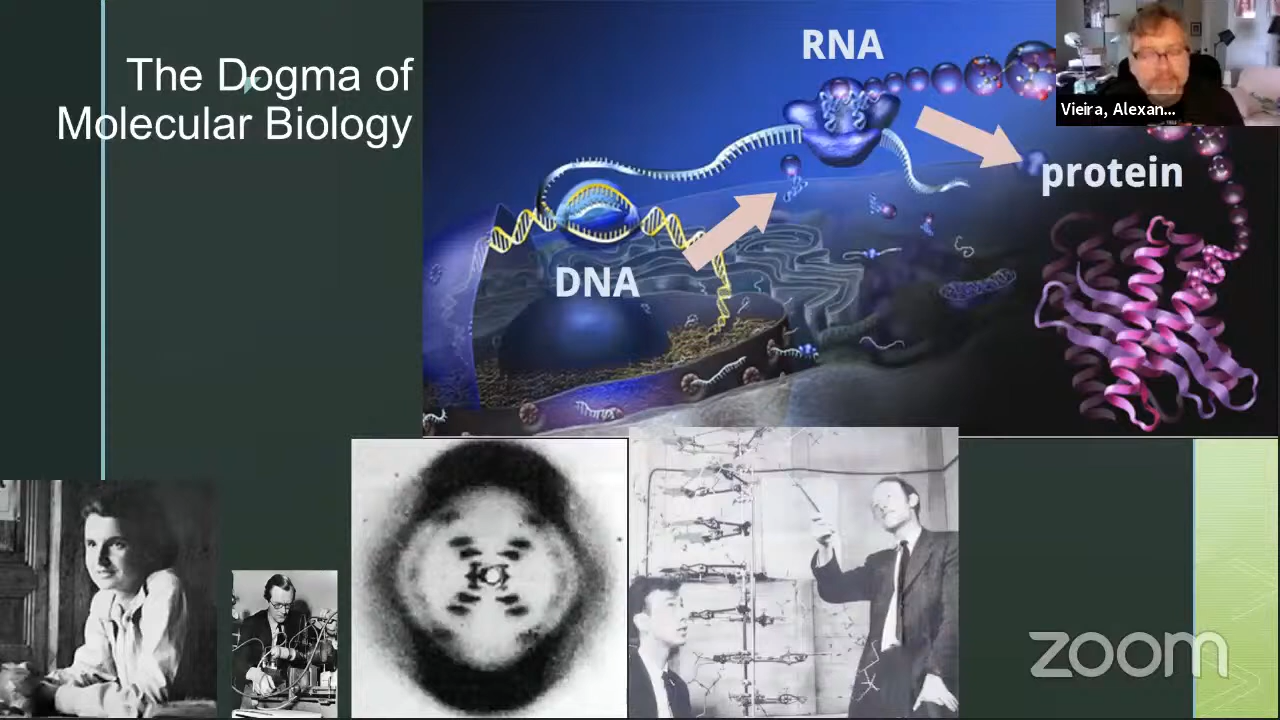 The Dogma of
Molecular Biology
RNA
Vieira, Alexan...
protein
DNA
zoom